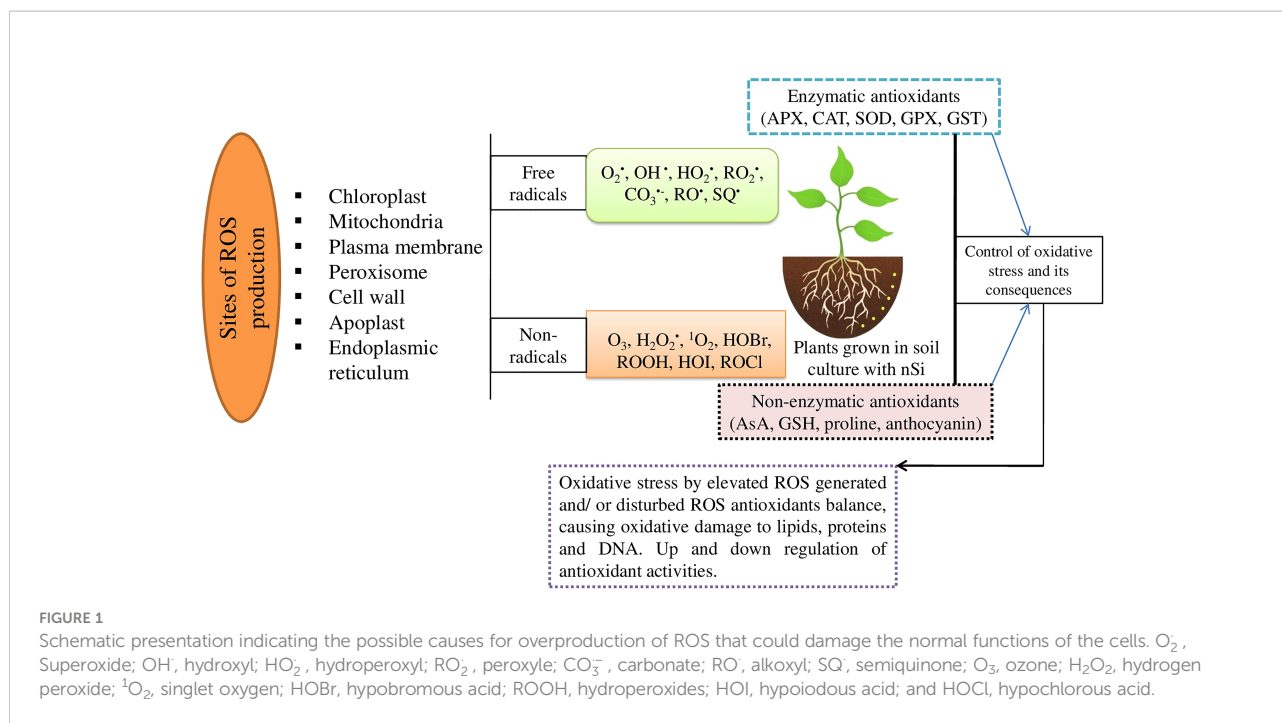 Sites of ROS
production
▪ Chloroplast
▪ Mitochondria
▪ Plasma membrane
▪ Peroxisome
▪ Cell wall
▪ Apoplast
▪ Endoplasmic
reticulum
Free
radicals
O₂•, OH•, HO₂•, RO₂•,
CO₃•⁻, RO•, SQ•
Non-
radicals
O₃, H₂O₂•, ¹O₂, HOBr,
ROOH, HOI, ROCl
Enzymatic antioxidants
(APX, CAT, SOD, GPX, GST)
Plants grown in soil
culture with nSi
Non-enzymatic antioxidants
(AsA, GSH, proline, anthocyanin)
Control of oxidative
stress and its
consequences
Oxidative stress by elevated ROS generated
and/ or disturbed ROS antioxidants balance,
causing oxidative damage to lipids, proteins
and DNA. Up and down regulation of
antioxidant activities.
FIGURE 1
Schematic presentation indicating the possible causes for overproduction of ROS that could damage the normal functions of the cells. O₂˙,
Superoxide; OH˙, hydroxyl; HO₂˙, hydroperoxyl; RO₂˙, peroxyle; CO₃˙⁻, carbonate; RO˙, alkoxyl; SQ˙, semiquinone; O₃, ozone; H₂O₂, hydrogen
peroxide; ¹O₂, singlet oxygen; HOBr, hypobromous acid; ROOH, hydroperoxides; HOI, hypoiodous acid; and HOCl, hypochlorous acid.